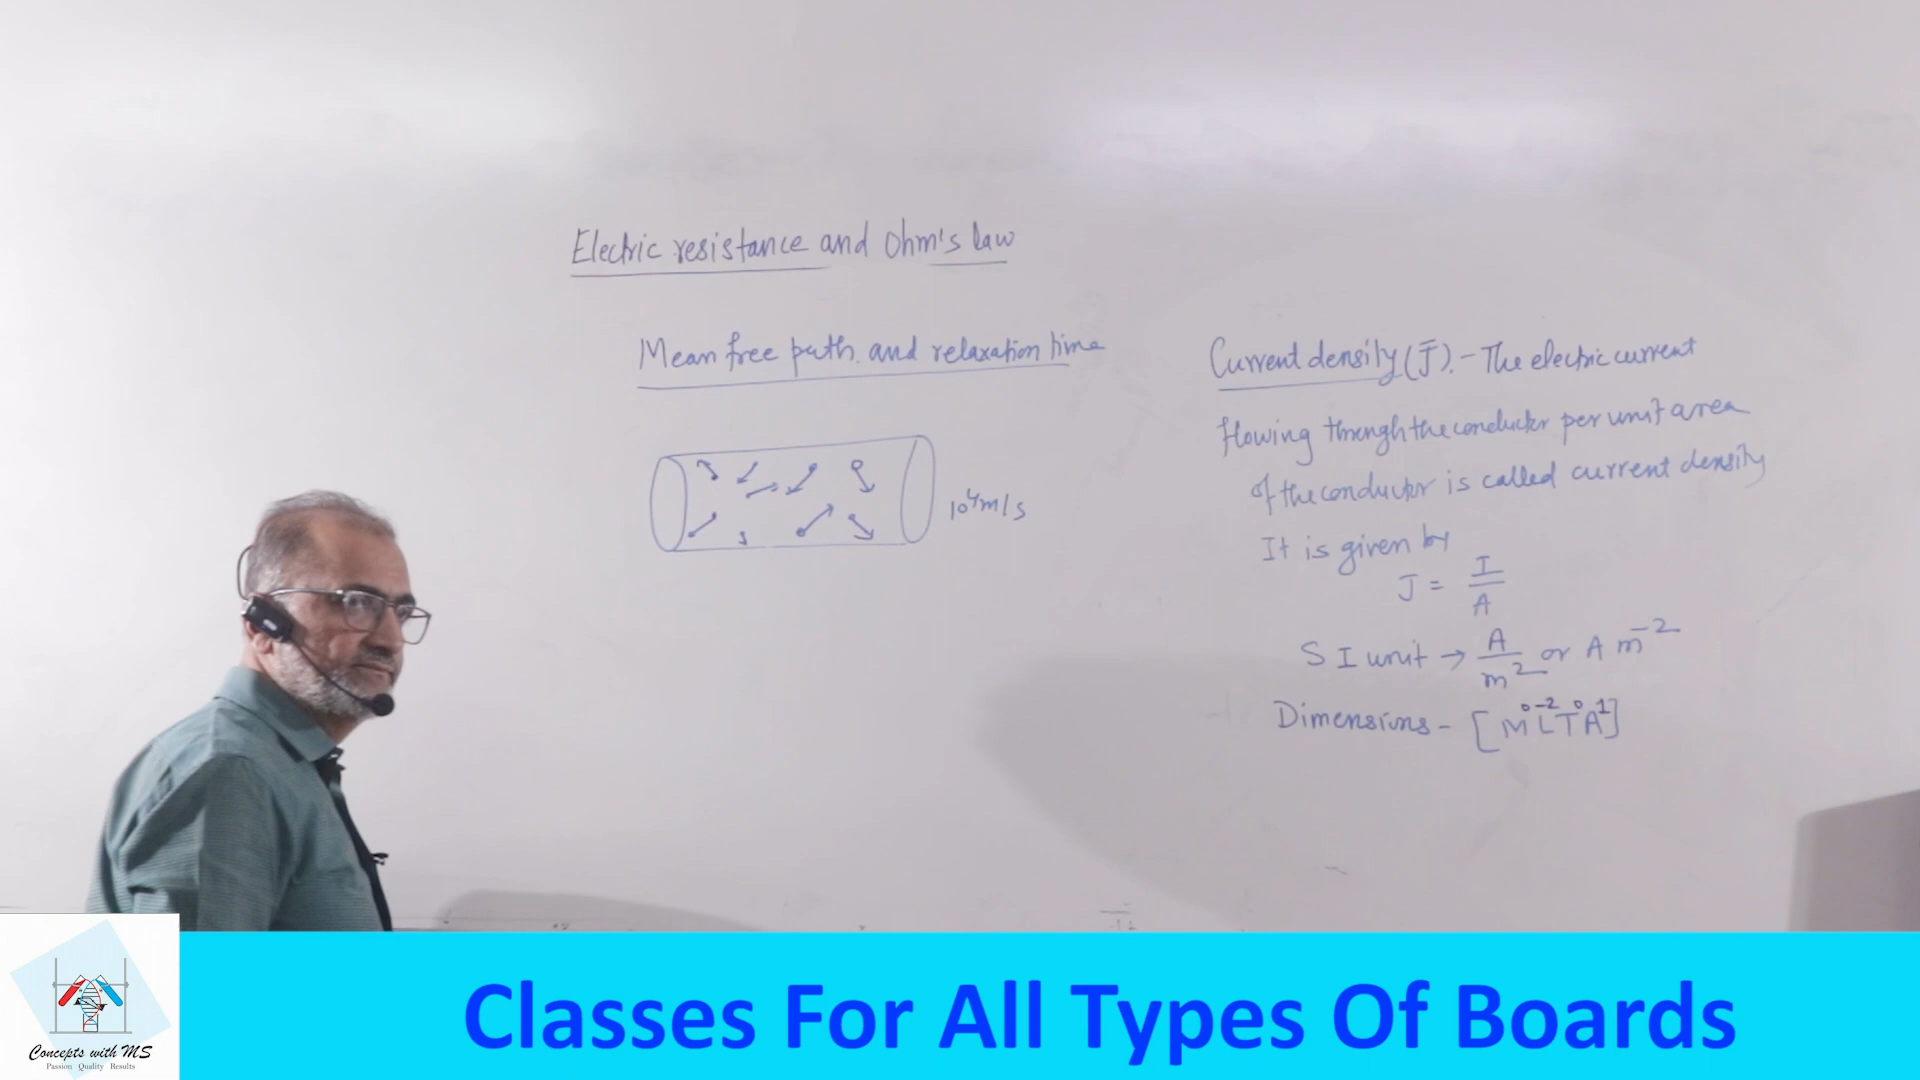 Electric resistance and Ohm's law
Mean free path and relaxation time
10⁴m/s
Current density (J̄). - The electric current
flowing through the conductor per unit area
of the conductor is called current density
It is given by
J = I/A
S I unit → A/m² or A m⁻²
Dimensions - [M⁰L⁻²T⁰A¹]
Concepts with MS
Passion Quality Results
Classes For All Types Of Boards